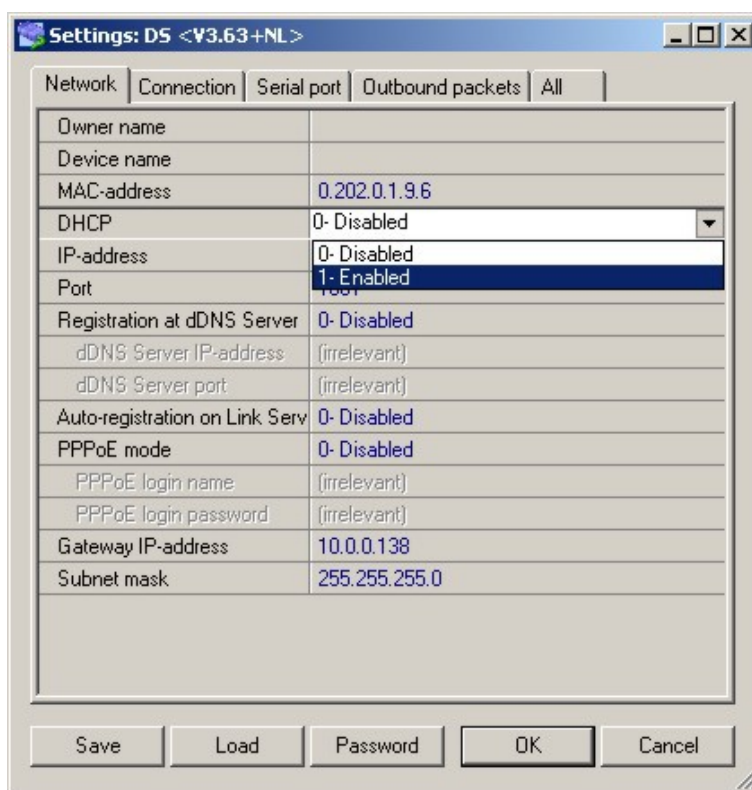 Settings: DS <V3.63+NL>
Network Connection Serial port Outbound packets All
Owner name
Device name
MAC-address 0.202.0.1.9.6
DHCP 0- Disabled
IP-address 0- Disabled
1- Enabled
Port
Registration at dDNS Server 0- Disabled
dDNS Server IP-address (irrelevant)
dDNS Server port (irrelevant)
Auto-registration on Link Serv 0- Disabled
PPPoE mode 0- Disabled
PPPoE login name (irrelevant)
PPPoE login password (irrelevant)
Gateway IP-address 10.0.0.138
Subnet mask 255.255.255.0
Save Load Password OK Cancel